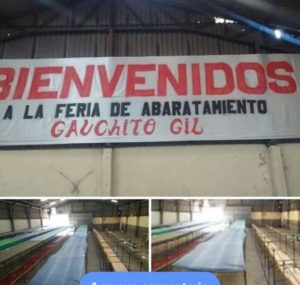 BIENVENIDOS
A LA FERIA DE ABARATAMIENTO
GAUCHITO GIL